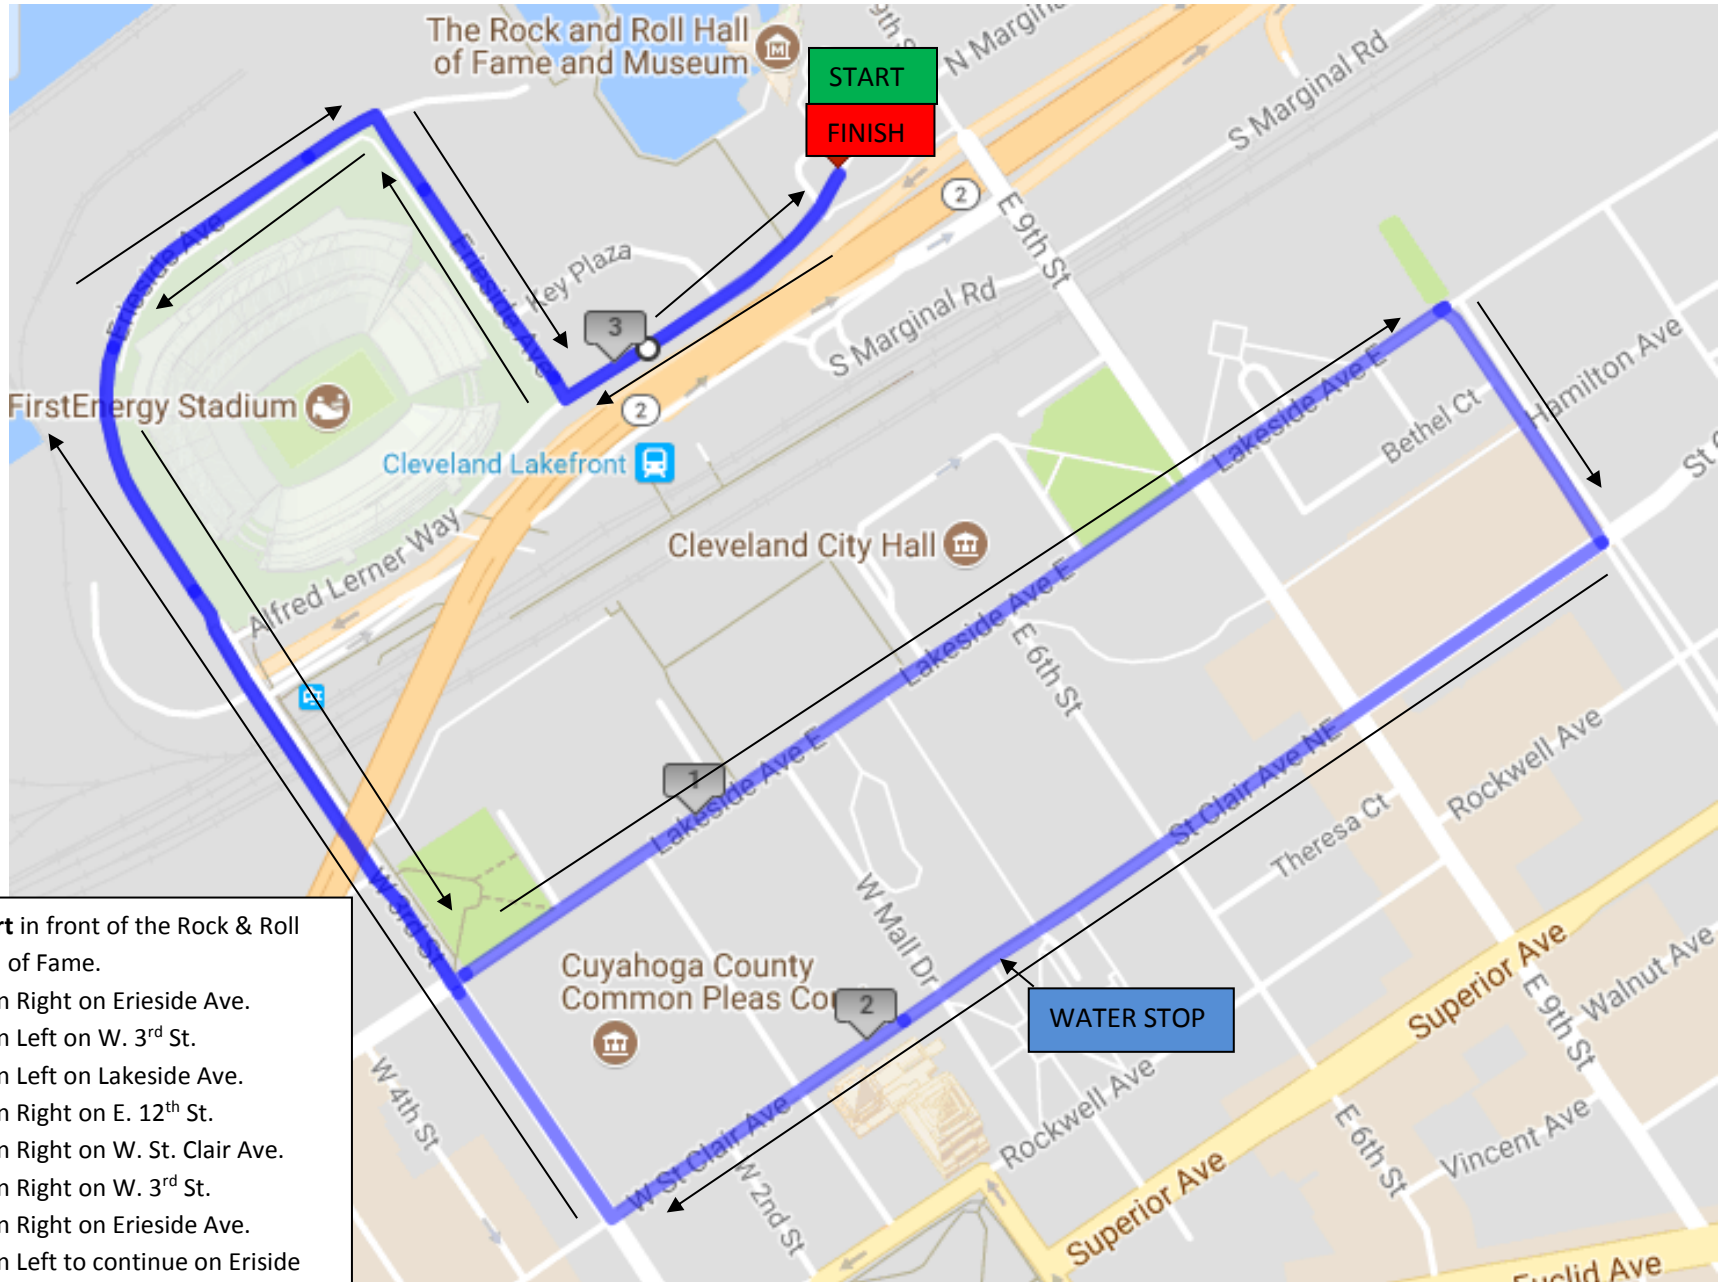 The Rock and Roll Hall
of Fame and Museum
START
FINISH
9th S
N Margina
S Marginal Rd
2
E 9th St
Erieside Ave
Erieside Ave
Key Plaza
3
S Marginal Rd
FirstEnergy Stadium
2
Cleveland Lakefront
Alfred Lerner Way
Cleveland City Hall
Lakeside Ave E
Bethel Ct
Hamilton Ave
St C
Lakeside Ave E
E 6th St
1
Lakeside Ave E
W 3rd St
W Mall Dr
St Clair Ave NE
Theresa Ct
Rockwell Ave
Cuyahoga County
Common Pleas Cou
2
WATER STOP
Superior Ave
E 9th St
Walnut Ave
W 4th St
W St Clair Ave
W 2nd St
Rockwell Ave
E 6th St
Vincent Ave
Superior Ave
Euclid Ave
rt in front of the Rock & Roll
of Fame.
n Right on Erieside Ave.
n Left on W. 3rd St.
n Left on Lakeside Ave.
n Right on E. 12th St.
n Right on W. St. Clair Ave.
n Right on W. 3rd St.
n Right on Erieside Ave.
n Left to continue on Eriside